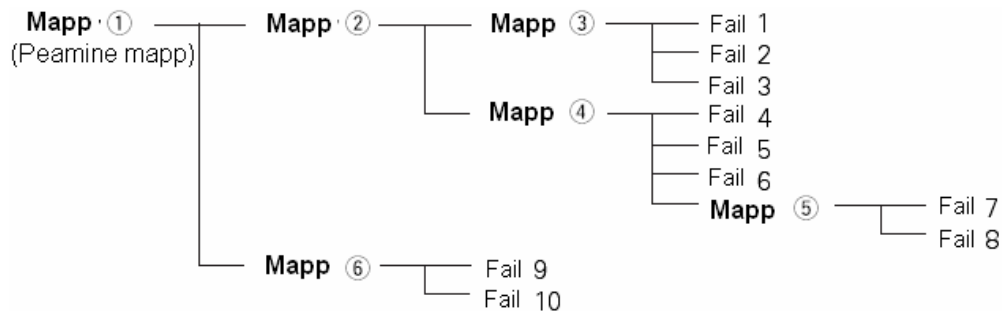 Mapp ① Mapp ② Mapp ③ Fail 1
(Peamine mapp) Fail 2
Fail 3
Mapp ④ Fail 4
Fail 5
Fail 6
Mapp ⑤ Fail 7
Fail 8
Mapp ⑥ Fail 9
Fail 10